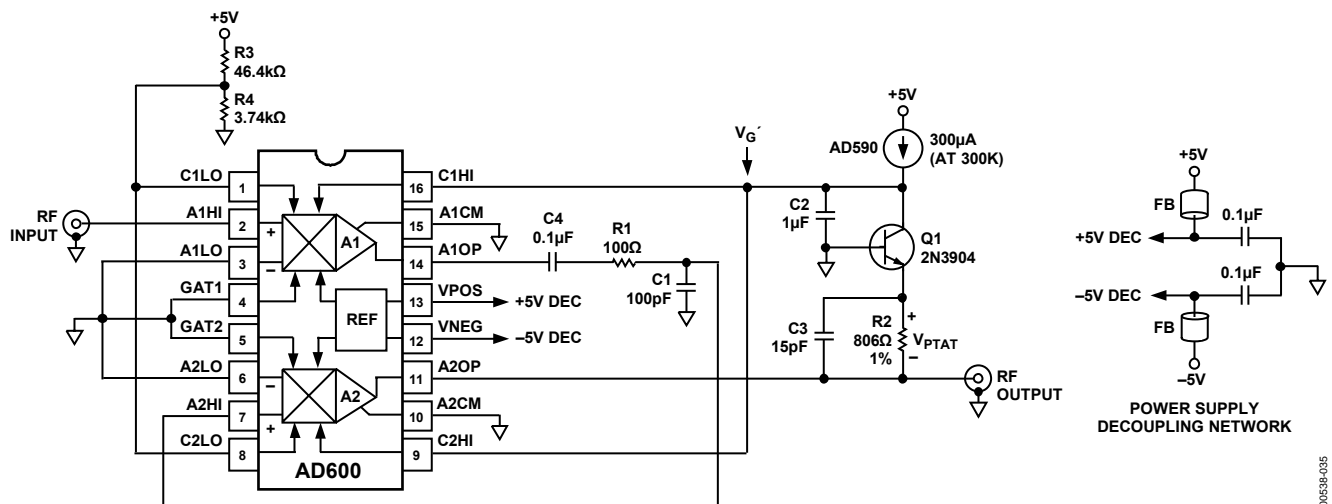 +5V
R3
46.4kΩ
R4
3.74kΩ
C1LO
1
A1HI
2
RF
INPUT
A1LO
3
GAT1
4
GAT2
5
A2LO
6
A2HI
7
C2LO
8
+
–
A1
REF
–
+
A2
AD600
C1HI
16
A1CM
15
A1OP
14
VPOS
13
+5V DEC
VNEG
12
–5V DEC
A2OP
11
A2CM
10
C2HI
9
C4
0.1µF
R1
100Ω
C1
100pF
VG´
+5V
AD590
300µA
(AT 300K)
C2
1µF
Q1
2N3904
C3
15pF
R2
806Ω
1%
+
VPTAT
–
RF
OUTPUT
+5V
FB
0.1µF
+5V DEC
0.1µF
–5V DEC
FB
–5V
POWER SUPPLY
DECOUPLING NETWORK
00538-035